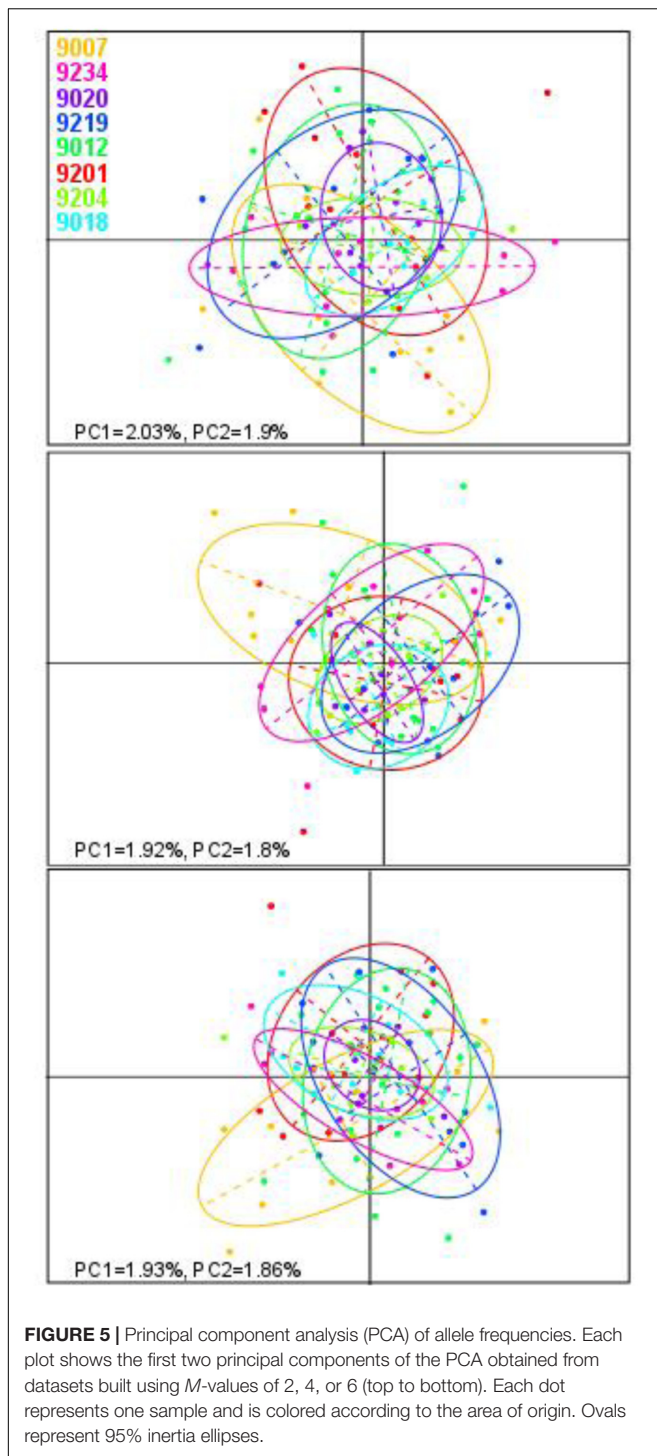 9007
9234
9020
9219
9012
9201
9204
9018
PC1=2.03%, PC2=1.9%
PC1=1.92%, PC2=1.8%
PC1=1.93%, PC2=1.86%
FIGURE 5 | Principal component analysis (PCA) of allele frequencies. Each
plot shows the first two principal components of the PCA obtained from
datasets built using M-values of 2, 4, or 6 (top to bottom). Each dot
represents one sample and is colored according to the area of origin. Ovals
represent 95% inertia ellipses.